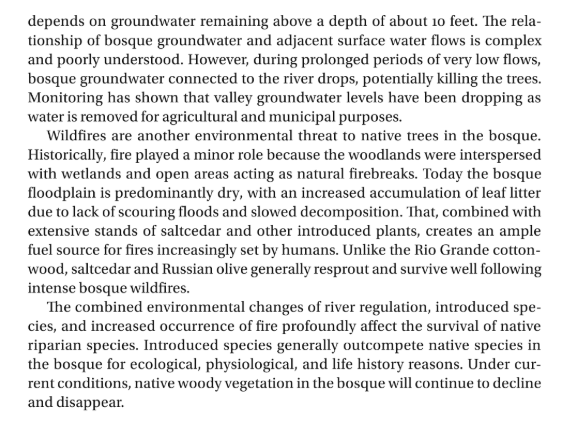 depends on groundwater remaining above a depth of about 10 feet. The rela-
tionship of bosque groundwater and adjacent surface water flows is complex
and poorly understood. However, during prolonged periods of very low flows,
bosque groundwater connected to the river drops, potentially killing the trees.
Monitoring has shown that valley groundwater levels have been dropping as
water is removed for agricultural and municipal purposes.
Wildfires are another environmental threat to native trees in the bosque.
Historically, fire played a minor role because the woodlands were interspersed
with wetlands and open areas acting as natural firebreaks. Today the bosque
floodplain is predominantly dry, with an increased accumulation of leaf litter
due to lack of scouring floods and slowed decomposition. That, combined with
extensive stands of saltcedar and other introduced plants, creates an ample
fuel source for fires increasingly set by humans. Unlike the Rio Grande cotton-
wood, saltcedar and Russian olive generally resprout and survive well following
intense bosque wildfires.
The combined environmental changes of river regulation, introduced spe-
cies, and increased occurrence of fire profoundly affect the survival of native
riparian species. Introduced species generally outcompete native species in
the bosque for ecological, physiological, and life history reasons. Under cur-
rent conditions, native woody vegetation in the bosque will continue to decline
and disappear.